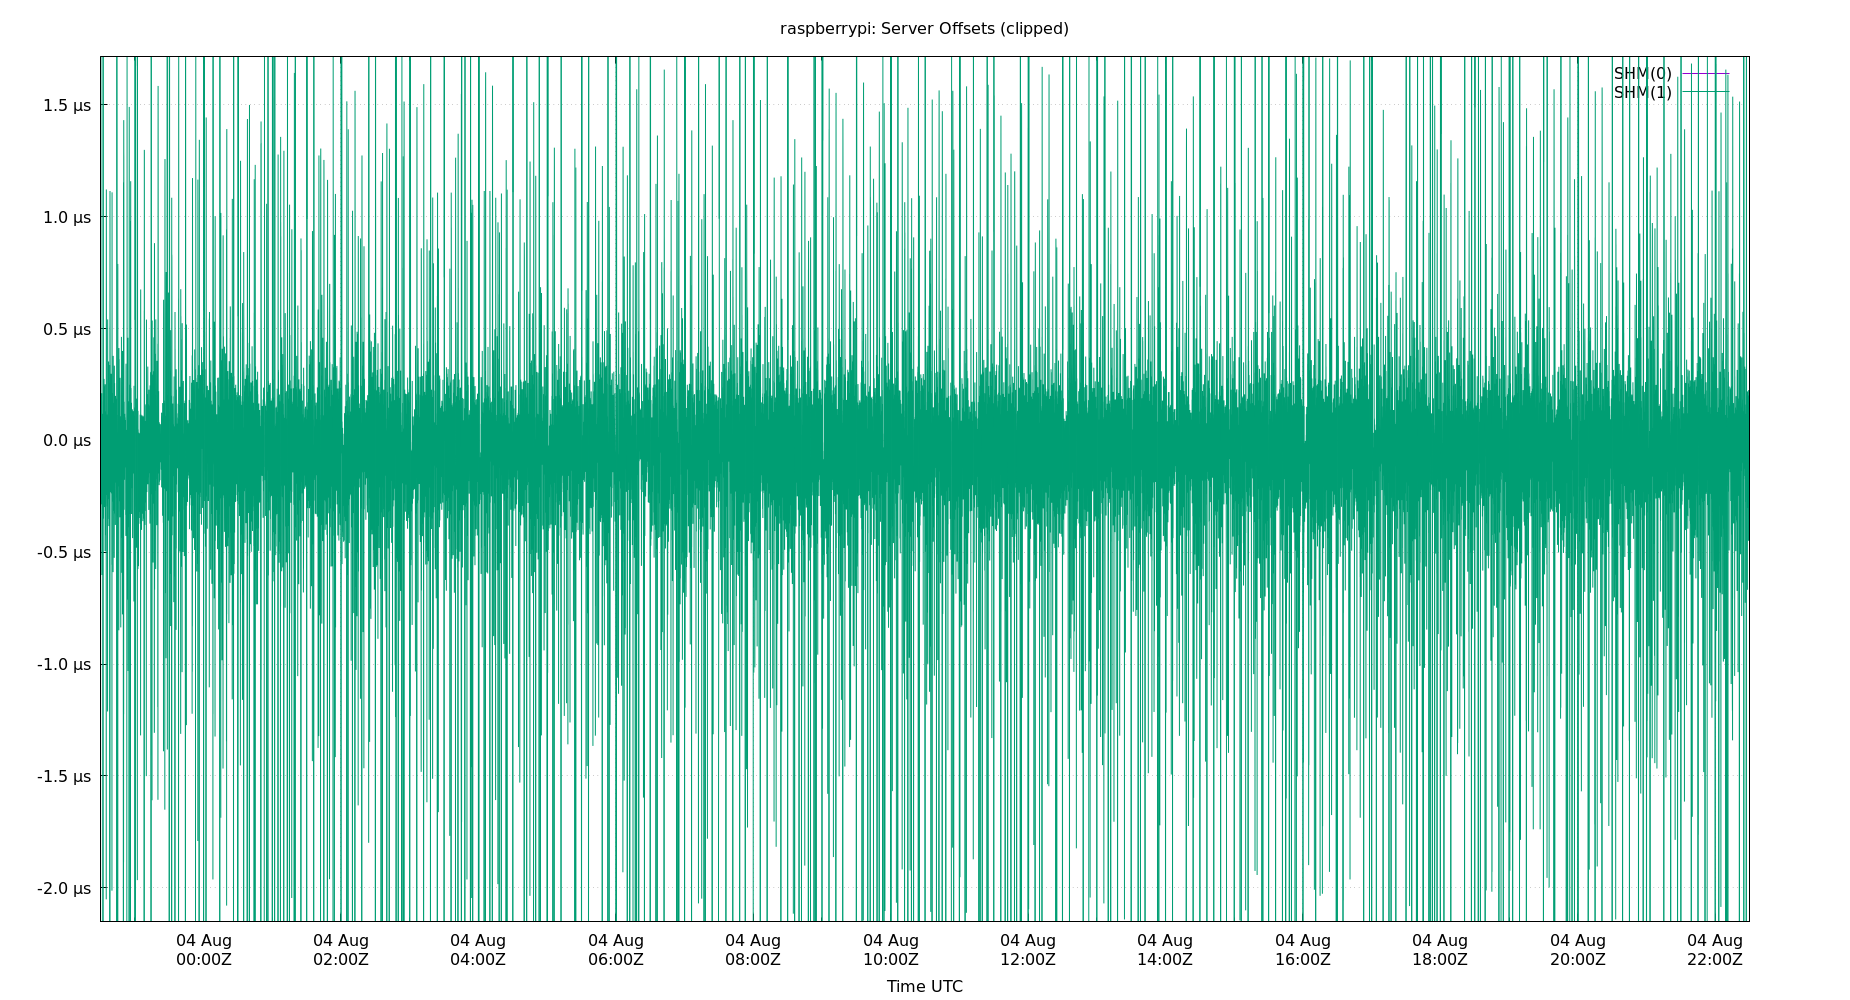 raspberrypi: Server Offsets (clipped)
SHM(0)
SHM(1)
1.5 µs
1.0 µs
0.5 µs
0.0 µs
-0.5 µs
-1.0 µs
-1.5 µs
-2.0 µs
04 Aug 04 Aug 04 Aug 04 Aug 04 Aug 04 Aug 04 Aug 04 Aug 04 Aug 04 Aug 04 Aug 04 Aug
00:00Z 02:00Z 04:00Z 06:00Z 08:00Z 10:00Z 12:00Z 14:00Z 16:00Z 18:00Z 20:00Z 22:00Z
Time UTC